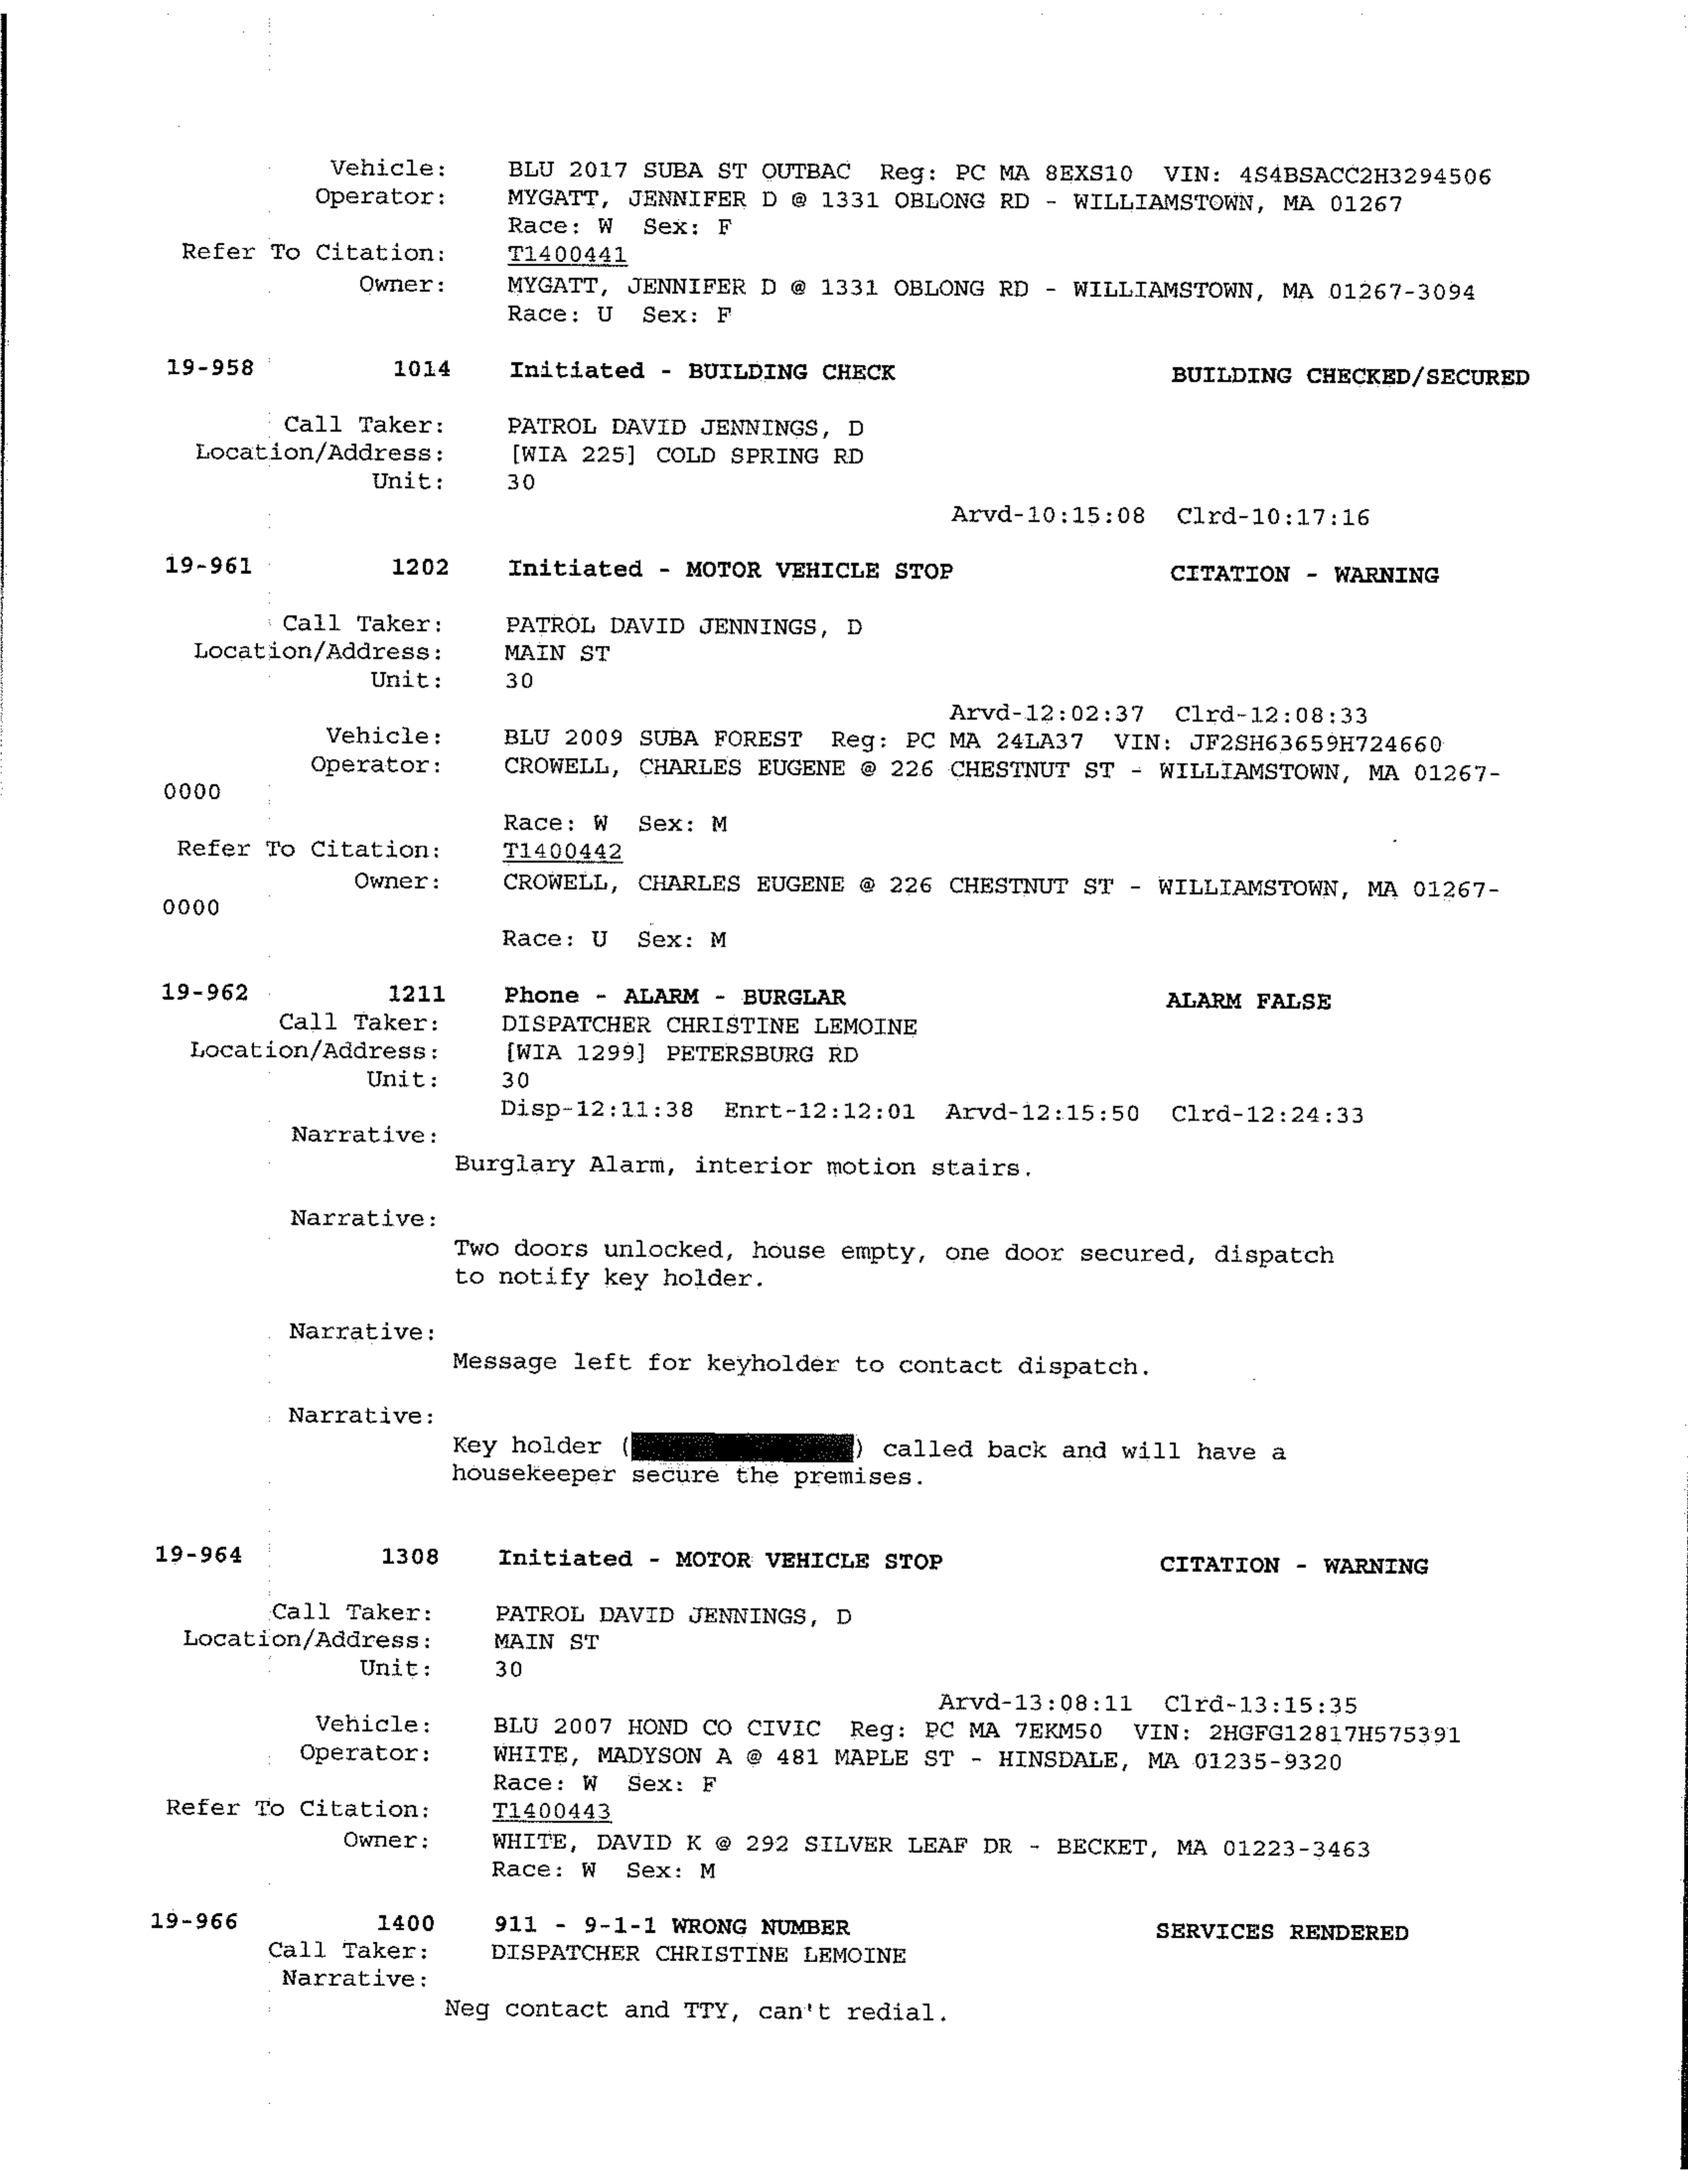 Vehicle: BLU 2017 SUBA ST OUTBAC Reg: PC MA 8EXS10 VIN: 4S4BSACC2H3294506
Operator: MYGATT, JENNIFER D @ 1331 OBLONG RD - WILLIAMSTOWN, MA 01267
Race: W Sex: F
Refer To Citation: T1400441
Owner: MYGATT, JENNIFER D @ 1331 OBLONG RD - WILLIAMSTOWN, MA 01267-3094
Race: U Sex: F
19-958 1014 Initiated - BUILDING CHECK BUILDING CHECKED/SECURED
Call Taker: PATROL DAVID JENNINGS, D
Location/Address: [WIA 225] COLD SPRING RD
Unit: 30
Arvd-10:15:08 Clrd-10:17:16
19-961 1202 Initiated - MOTOR VEHICLE STOP CITATION - WARNING
Call Taker: PATROL DAVID JENNINGS, D
Location/Address: MAIN ST
Unit: 30
Arvd-12:02:37 Clrd-12:08:33
Vehicle: BLU 2009 SUBA FOREST Reg: PC MA 24LA37 VIN: JF2SH63659H724660
Operator: CROWELL, CHARLES EUGENE @ 226 CHESTNUT ST - WILLIAMSTOWN, MA 01267-
0000
Race: W Sex: M
Refer To Citation: T1400442
Owner: CROWELL, CHARLES EUGENE @ 226 CHESTNUT ST - WILLIAMSTOWN, MA 01267-
0000
Race: U Sex: M
19-962 1211 Phone - ALARM - BURGLAR ALARM FALSE
Call Taker: DISPATCHER CHRISTINE LEMOINE
Location/Address: [WIA 1299] PETERSBURG RD
Unit: 30
Disp-12:11:38 Enrt-12:12:01 Arvd-12:15:50 Clrd-12:24:33
Narrative:
Burglary Alarm, interior motion stairs.
Narrative:
Two doors unlocked, house empty, one door secured, dispatch
to notify key holder.
Narrative:
Message left for keyholder to contact dispatch.
Narrative:
Key holder ( ) called back and will have a
housekeeper secure the premises.
19-964 1308 Initiated - MOTOR VEHICLE STOP CITATION - WARNING
Call Taker: PATROL DAVID JENNINGS, D
Location/Address: MAIN ST
Unit: 30
Arvd-13:08:11 Clrd-13:15:35
Vehicle: BLU 2007 HOND CO CIVIC Reg: PC MA 7EKM50 VIN: 2HGFG12817H575391
Operator: WHITE, MADYSON A @ 481 MAPLE ST - HINSDALE, MA 01235-9320
Race: W Sex: F
Refer To Citation: T1400443
Owner: WHITE, DAVID K @ 292 SILVER LEAF DR - BECKET, MA 01223-3463
Race: W Sex: M
19-966 1400 911 - 9-1-1 WRONG NUMBER SERVICES RENDERED
Call Taker: DISPATCHER CHRISTINE LEMOINE
Narrative:
Neg contact and TTY, can't redial.